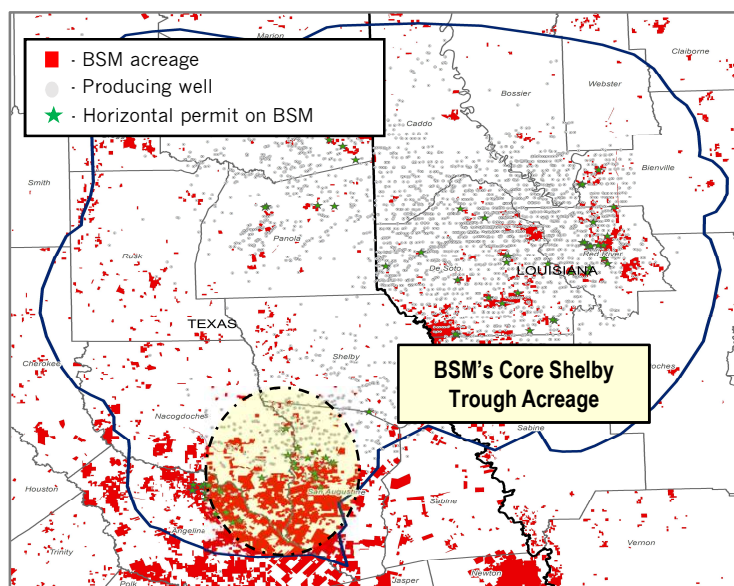 Marion
BSM acreage
Producing well
Horizontal permit on BSM
Claiborne
Webster
Bossier
Caddo
Bienville
Smith
Panola
Rusk
De Soto
Red River
LOUISIANA
TEXAS
Shelby
Cherokee
BSM's Core Shelby
Trough Acreage
oches
Nacogdoches
Sabine
Houston
San Augustine
Sabine
Angelina
Vernon
Trinity
Polk
Jasper
Newton